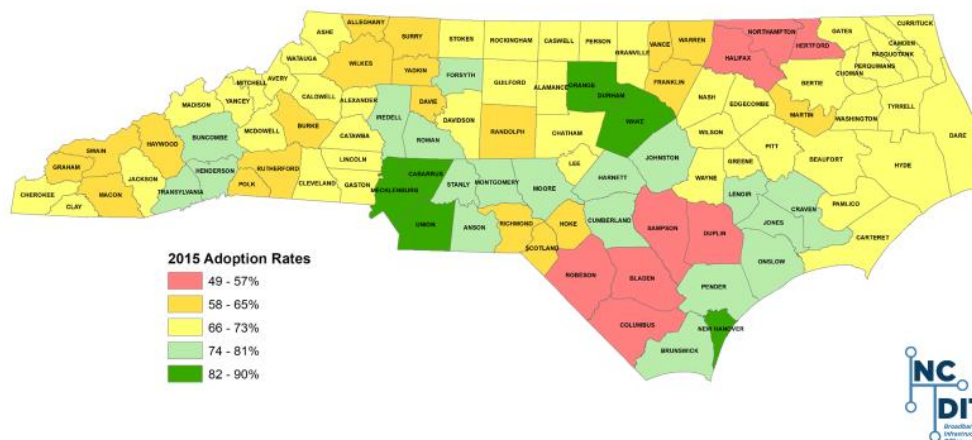 ALLEGHANY
ASHE
SURRY
STOKES
ROCKINGHAM
CASWELL
PERSON
GRANVILLE
VANCE
WARREN
NORTHAMPTON
HERTFORD
GATES
CURRITUCK
CAMDEN
PASQUOTANK
PERQUIMANS
CHOWAN
HALIFAX
WATAUGA
WILKES
YADKIN
FORSYTH
GUILFORD
ALAMANCE
ORANGE
DURHAM
FRANKLIN
BERTIE
MITCHELL
AVERY
CALDWELL
ALEXANDER
DAVIE
IREDELL
DAVIDSON
RANDOLPH
CHATHAM
WAKE
NASH
EDGECOMBE
MARTIN
WASHINGTON
TYRRELL
DARE
MADISON
YANCEY
MCDOWELL
BURKE
CATAWBA
ROWAN
WILSON
PITT
BEAUFORT
HYDE
SWAIN
HAYWOOD
BUNCOMBE
GRAHAM
JACKSON
HENDERSON
RUTHERFORD
LINCOLN
CABARRUS
LEE
JOHNSTON
GREENE
WAYNE
CHEROKEE
MACON
CLAY
TRANSYLVANIA
POLK
CLEVELAND
GASTON
MECKLENBURG
STANLY
MONTGOMERY
MOORE
HARNETT
LENOIR
CRAVEN
PAMLICO
UNION
ANSON
RICHMOND
HOKE
CUMBERLAND
SAMPSON
DUPLIN
JONES
CARTERET
SCOTLAND
ONSLOW
ROBESON
BLADEN
PENDER
COLUMBUS
NEW HANOVER
BRUNSWICK
2015 Adoption Rates
49 - 57%
58 - 65%
66 - 73%
74 - 81%
82 - 90%
NC
DIT
Broadband
Infrastructure